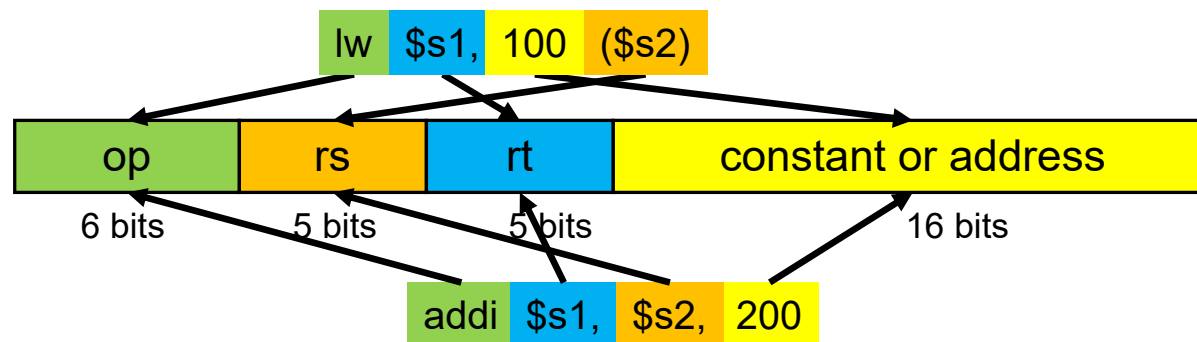 lw $s1, 100 ($s2)
op rs rt constant or address
6 bits 5 bits 5 bits 16 bits
addi $s1, $s2, 200